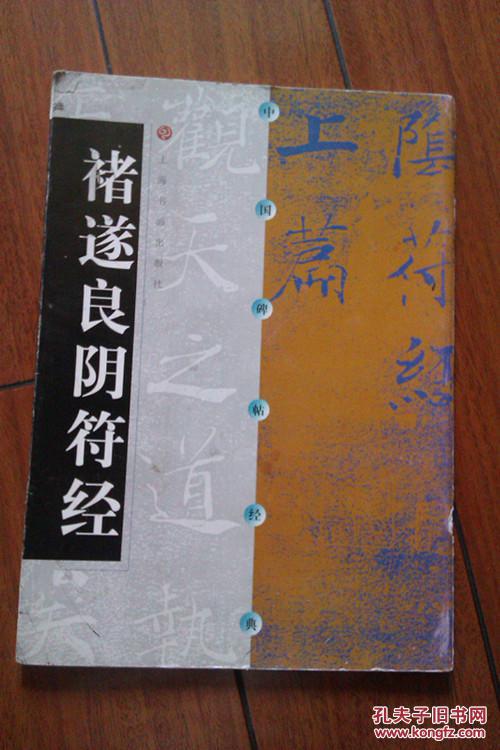 褚遂良阴符经
上海书画出版社
中国碑帖经典
陰符經
上篇
觀天之道執
孔夫子旧书网
www.kongfz.com